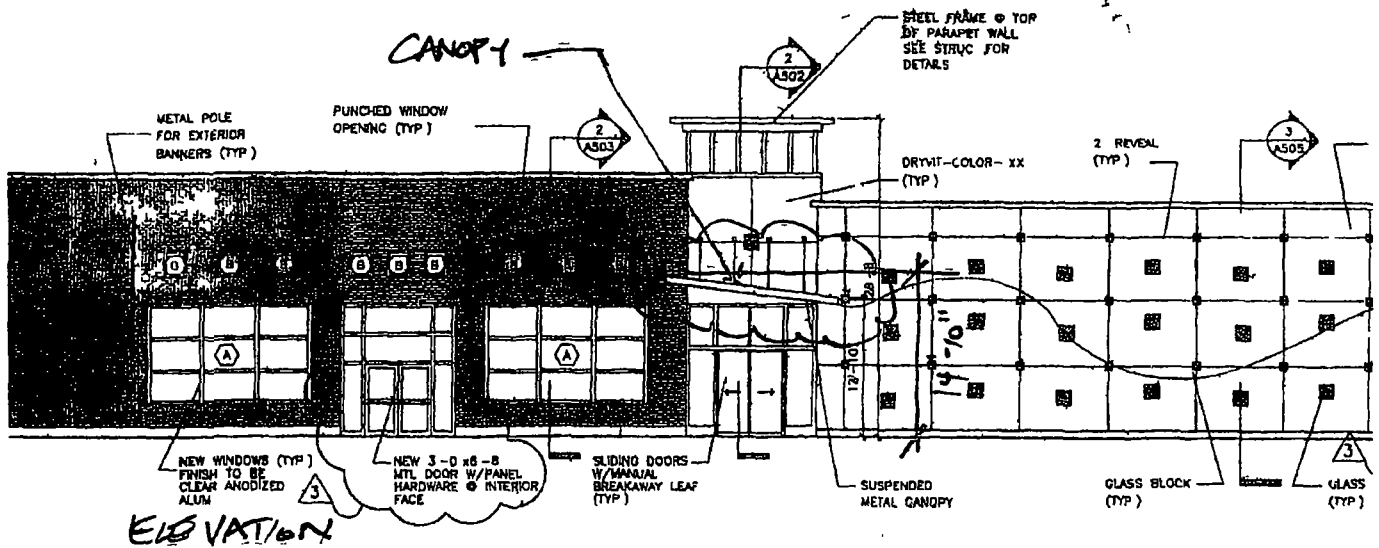 STEEL FRAME @ TOP
OF PARAPET WALL
SEE STRUC FOR
DETAILS
CANOPY
2
A502
METAL POLE
FOR EXTERIOR
BANNERS (TYP)
PUNCHED WINDOW
OPENING (TYP)
2
A503
DRYVIT-COLOR-XX
(TYP)
2 REVEAL
(TYP)
3
A505
B
B
B
B
A
A
12'-10"
14'-10"
NEW WINDOWS (TYP)
FINISH TO BE
CLEAR ANODIZED
ALUM
3
NEW 3-0 x6-8
MTL DOOR W/PANEL
HARDWARE @ INTERIOR
FACE
SLIDING DOORS
W/MANUAL
BREAKAWAY LEAF
(TYP)
SUSPENDED
METAL CANOPY
GLASS BLOCK
(TYP)
3
GLASS
(TYP)
ELEVATION